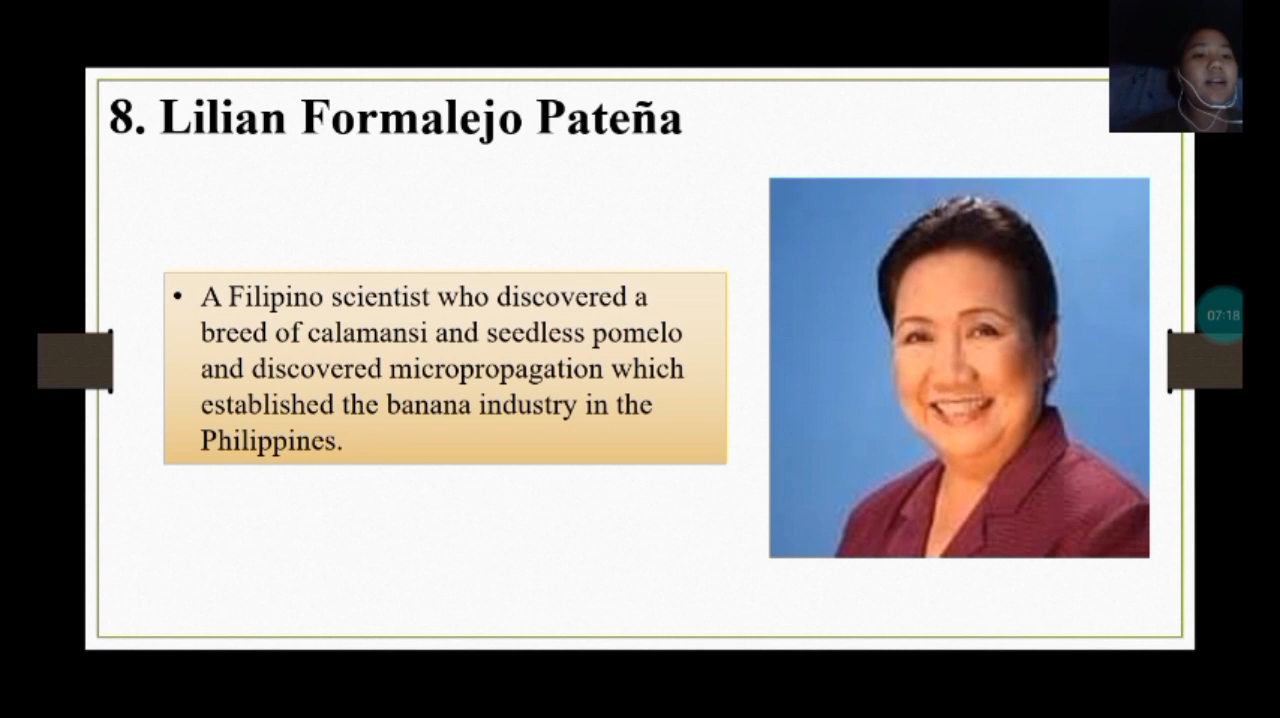 8. Lilian Formalejo Pateña
• A Filipino scientist who discovered a
breed of calamansi and seedless pomelo
and discovered micropropagation which
established the banana industry in the
Philippines.
07:18